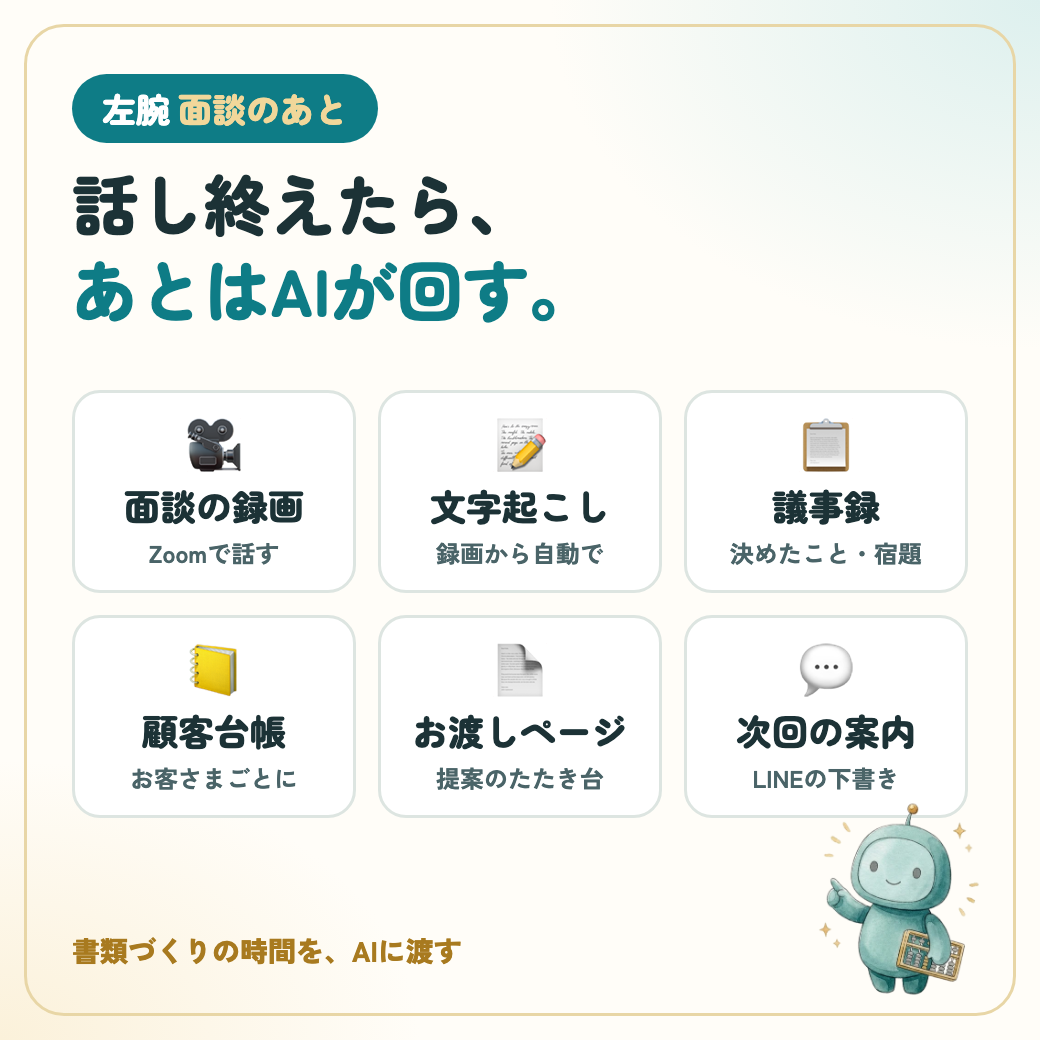 左腕 面談のあと
話し終えたら、
あとはAIが回す。
面談の録画
Zoomで話す
文字起こし
録画から自動で
議事録
決めたこと・宿題
顧客台帳
お客さまごとに
お渡しページ
提案のたたき台
次回の案内
LINEの下書き
書類づくりの時間を、AIに渡す